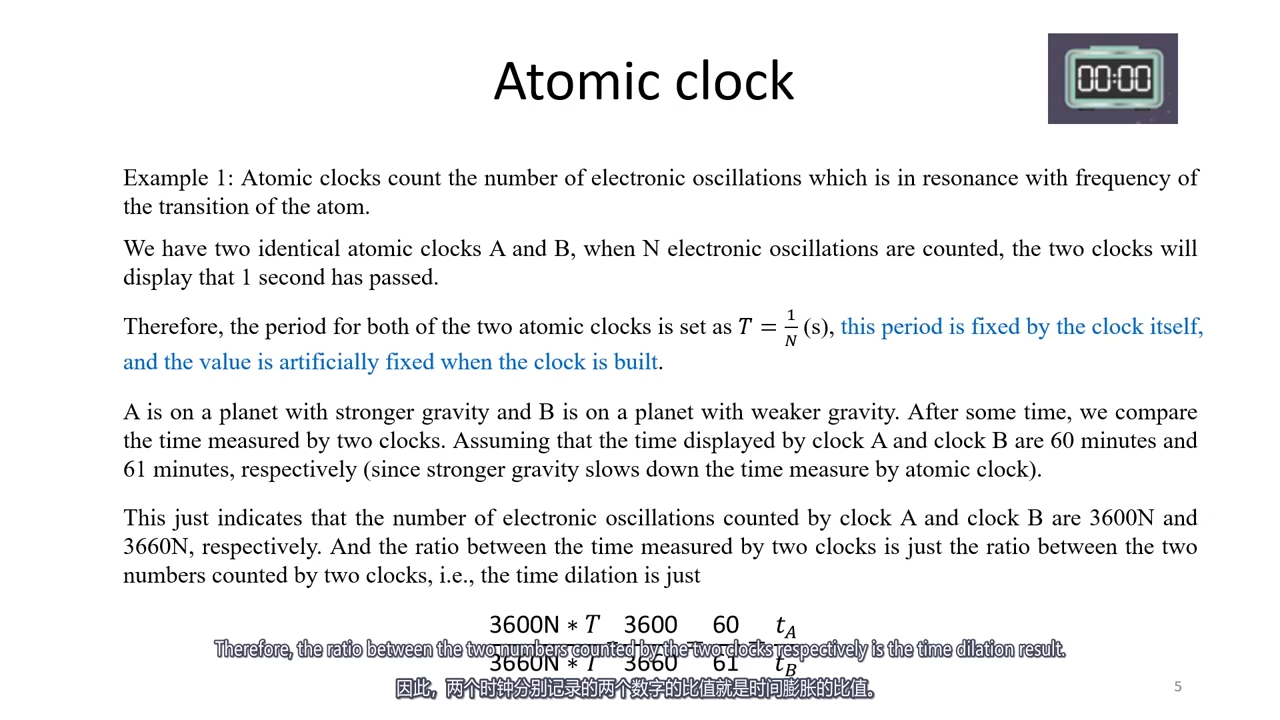 Atomic clock
00:00
Example 1: Atomic clocks count the number of electronic oscillations which is in resonance with frequency of
the transition of the atom.
We have two identical atomic clocks A and B, when N electronic oscillations are counted, the two clocks will
display that 1 second has passed.
Therefore, the period for both of the two atomic clocks is set as T = 1/N (s), this period is fixed by the clock itself,
and the value is artificially fixed when the clock is built.
A is on a planet with stronger gravity and B is on a planet with weaker gravity. After some time, we compare
the time measured by two clocks. Assuming that the time displayed by clock A and clock B are 60 minutes and
61 minutes, respectively (since stronger gravity slows down the time measure by atomic clock).
This just indicates that the number of electronic oscillations counted by clock A and clock B are 3600N and
3660N, respectively. And the ratio between the time measured by two clocks is just the ratio between the two
numbers counted by two clocks, i.e., the time dilation is just
3600N ∗ T 3600 60 t_A
Therefore, the ratio between the two numbers counted by the two clocks respectively is the time dilation result.
3660N ∗ T 3660 61 t_B
因此，两个时钟分别记录的两个数字的比值就是时间膨胀的比值。
5